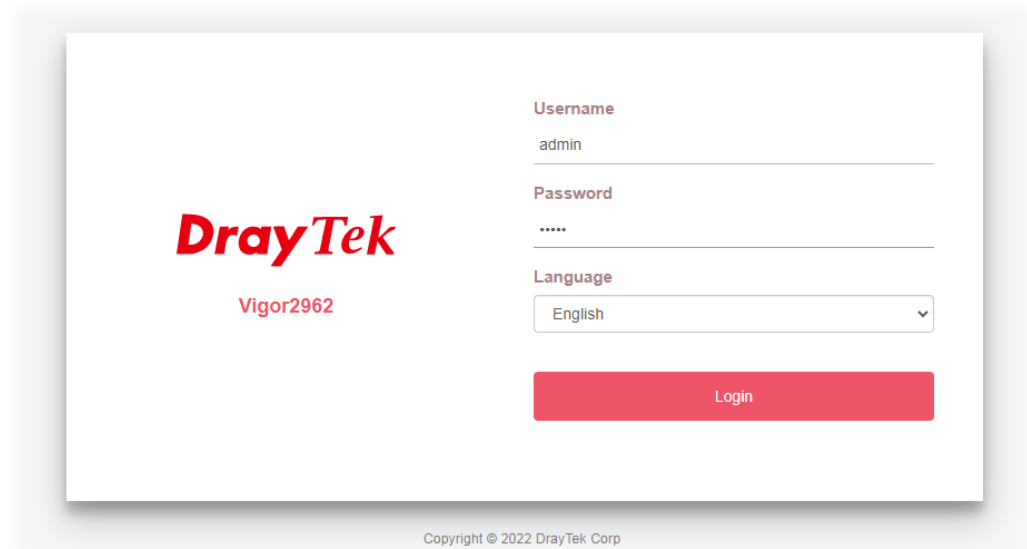 Username
admin
Password
•••••
DrayTek
Language
Vigor2962
English
Login
Copyright © 2022 DrayTek Corp